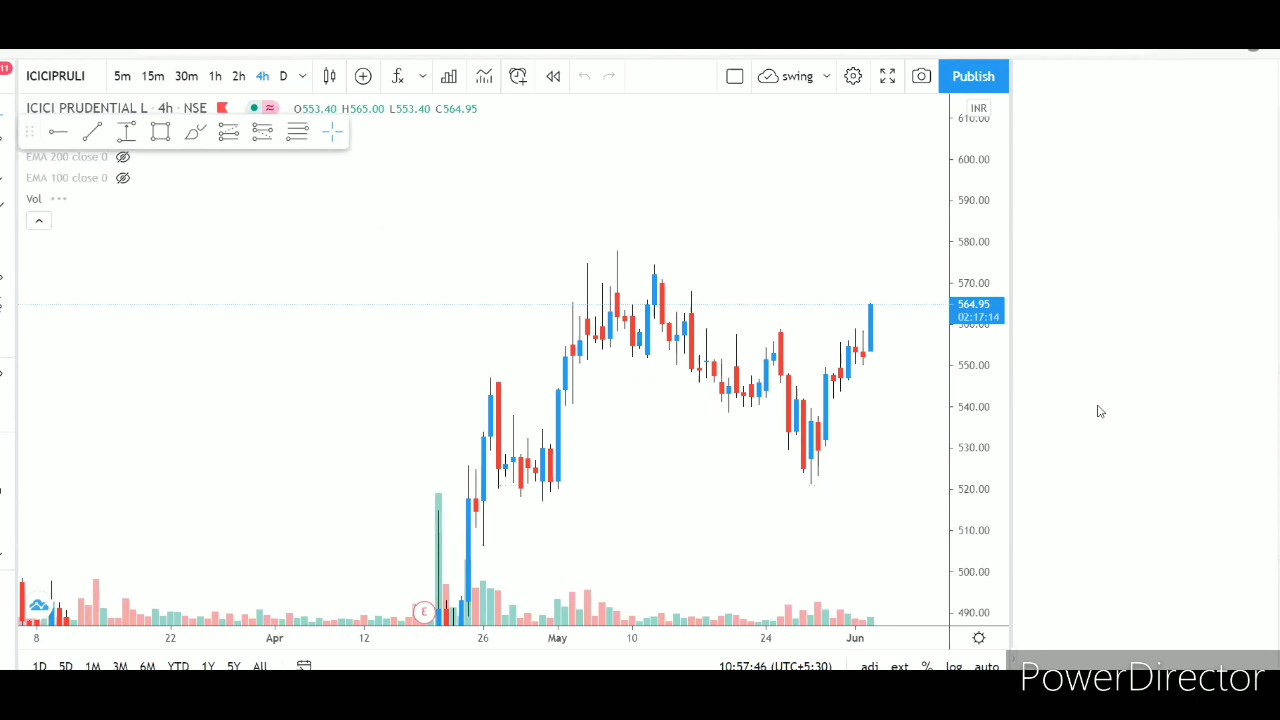 11
ICICIPRULI 5m 15m 30m 1h 2h 4h D swing Publish
ICICI PRUDENTIAL L · 4h · NSE O553.40 H565.00 L553.40 C564.95
INR
610.00
EMA 200 close 0
600.00
EMA 100 close 0
Vol
590.00
580.00
570.00
564.95
02:17:14
560.00
550.00
540.00
530.00
520.00
510.00
500.00
490.00
E
8 22 Apr 12 26 May 10 24 Jun
1D 5D 1M 3M 6M YTD 1Y 5Y All 10:57:46 (UTC+5:30) adj ext % log auto
PowerDirector